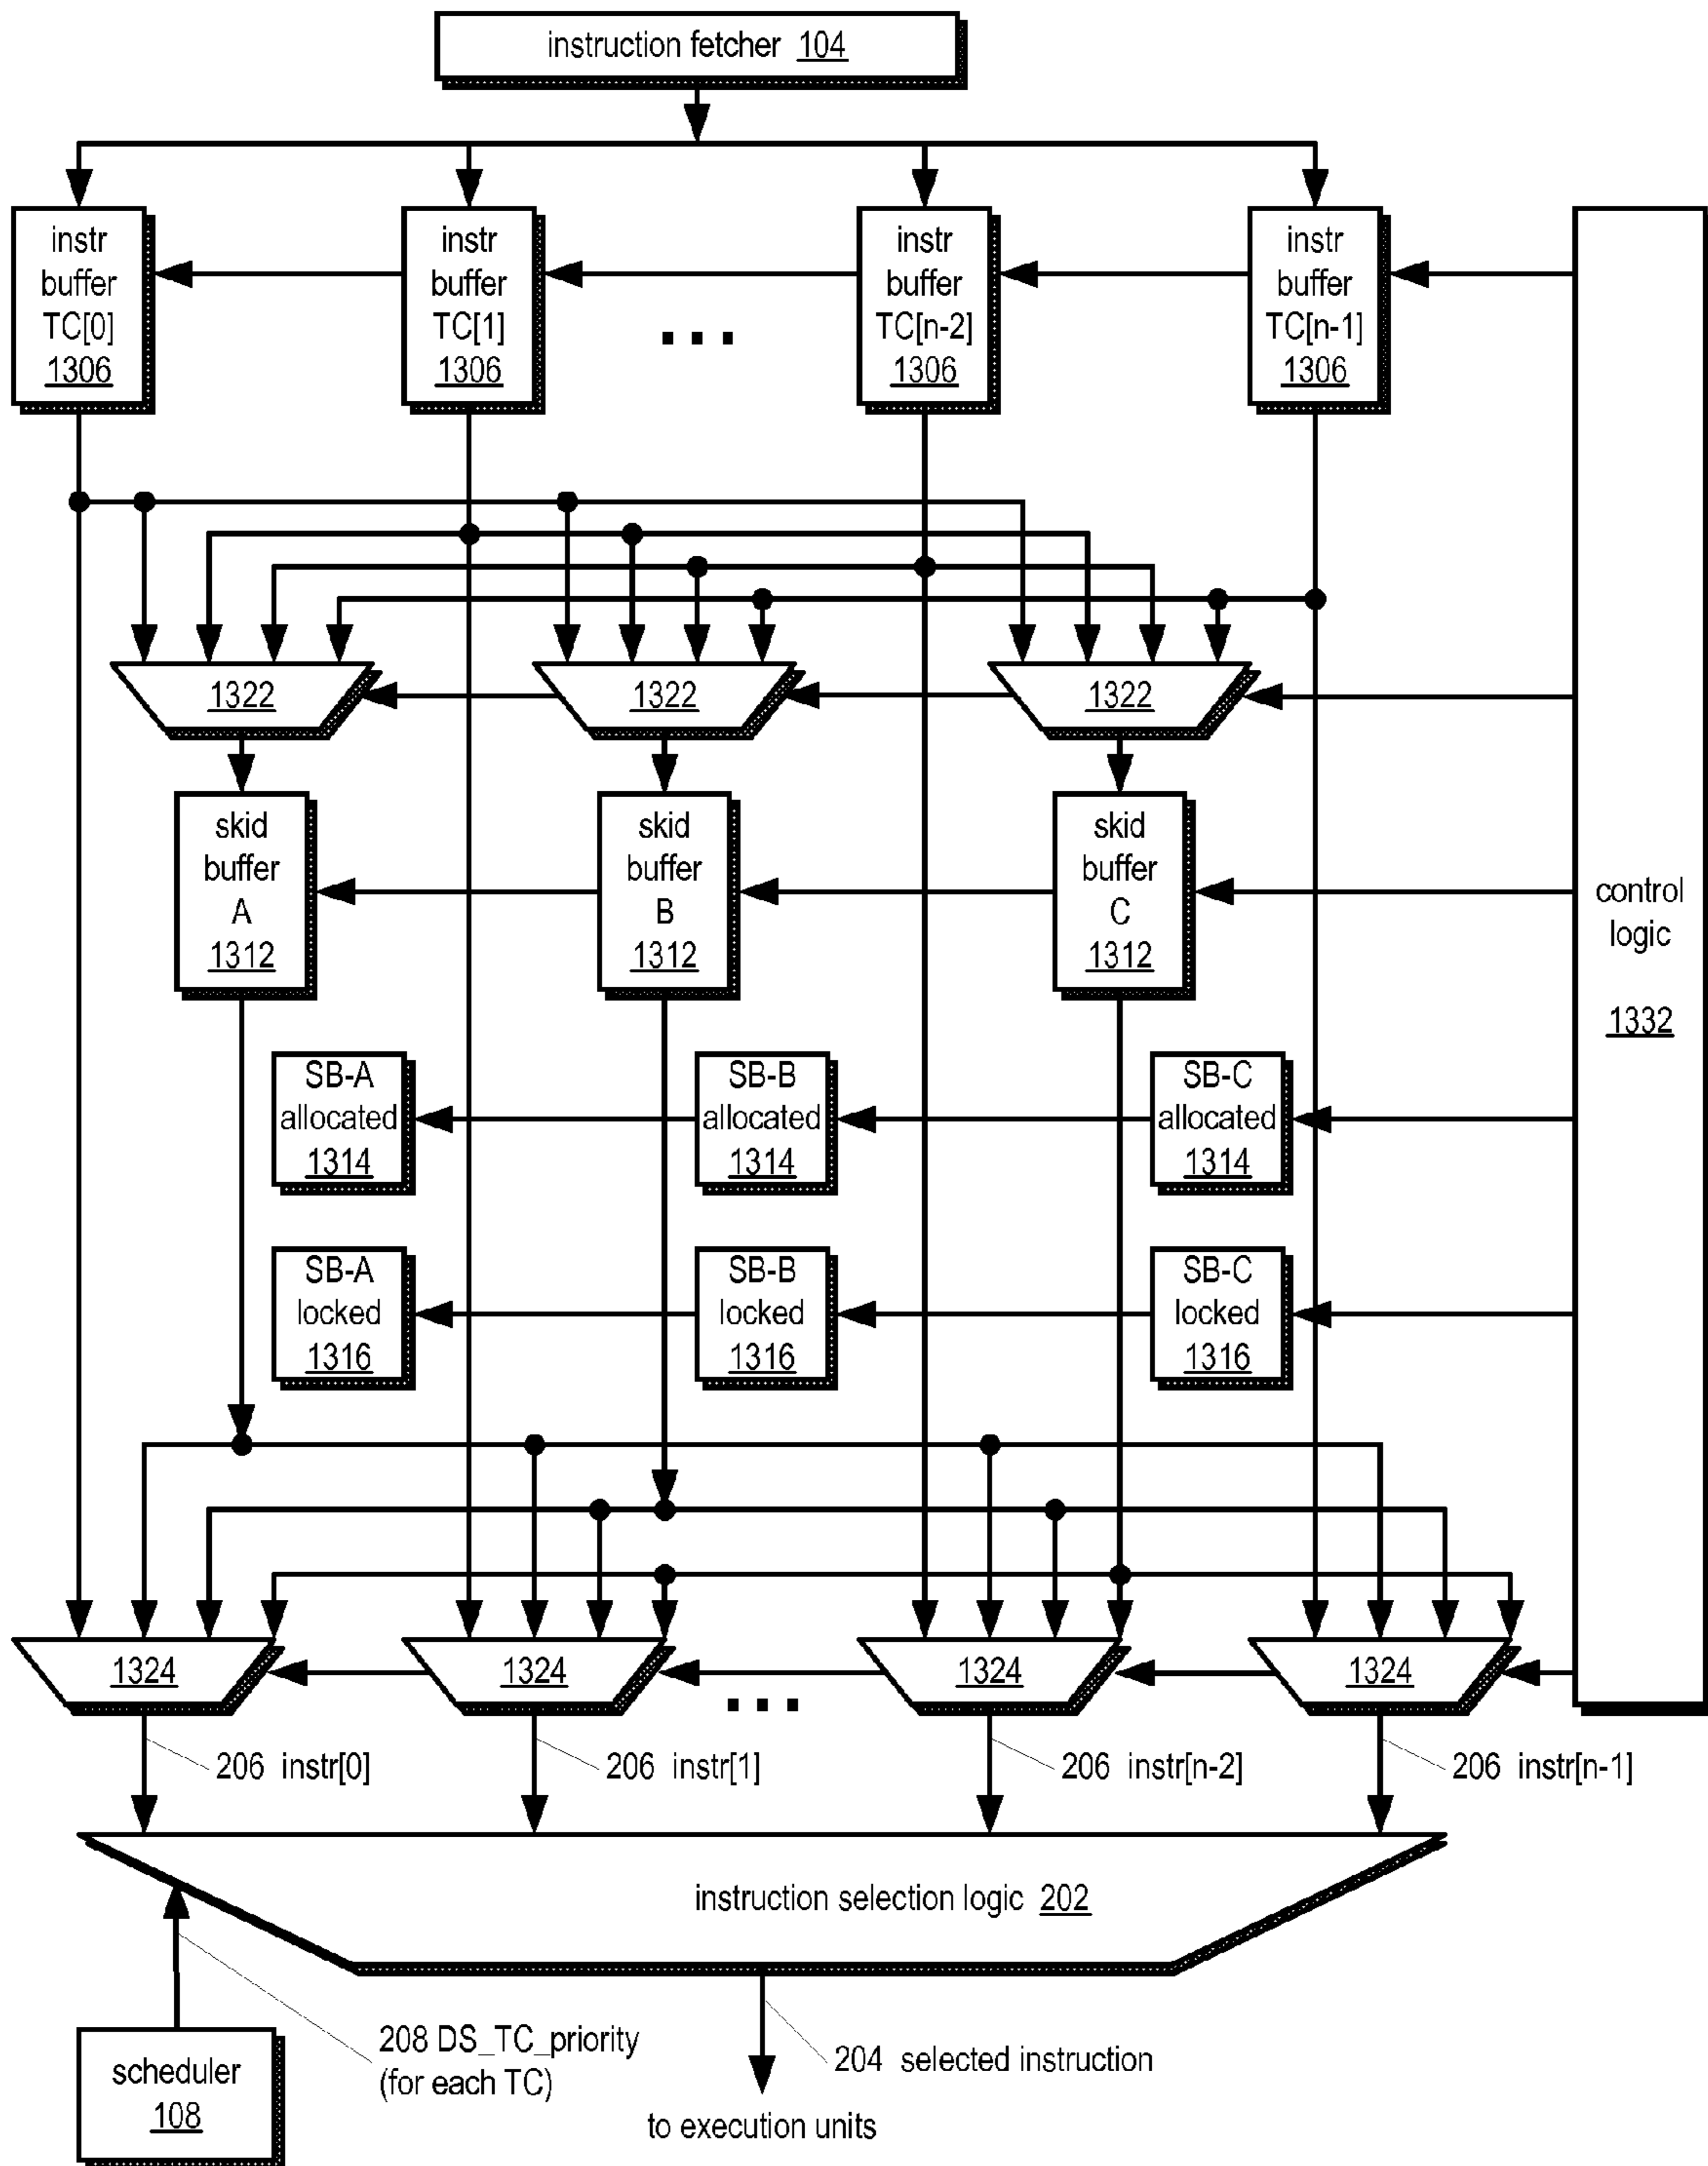 instruction fetcher 104
instr
buffer
TC[0]
1306
instr
buffer
TC[1]
1306
...
instr
buffer
TC[n-2]
1306
instr
buffer
TC[n-1]
1306
1322
1322
1322
skid
buffer
A
1312
skid
buffer
B
1312
skid
buffer
C
1312
control
logic
1332
SB-A
allocated
1314
SB-B
allocated
1314
SB-C
allocated
1314
SB-A
locked
1316
SB-B
locked
1316
SB-C
locked
1316
1324
1324
...
1324
1324
206 instr[0]
206 instr[1]
206 instr[n-2]
206 instr[n-1]
instruction selection logic 202
scheduler
108
208 DS_TC_priority
(for each TC)
204 selected instruction
to execution units